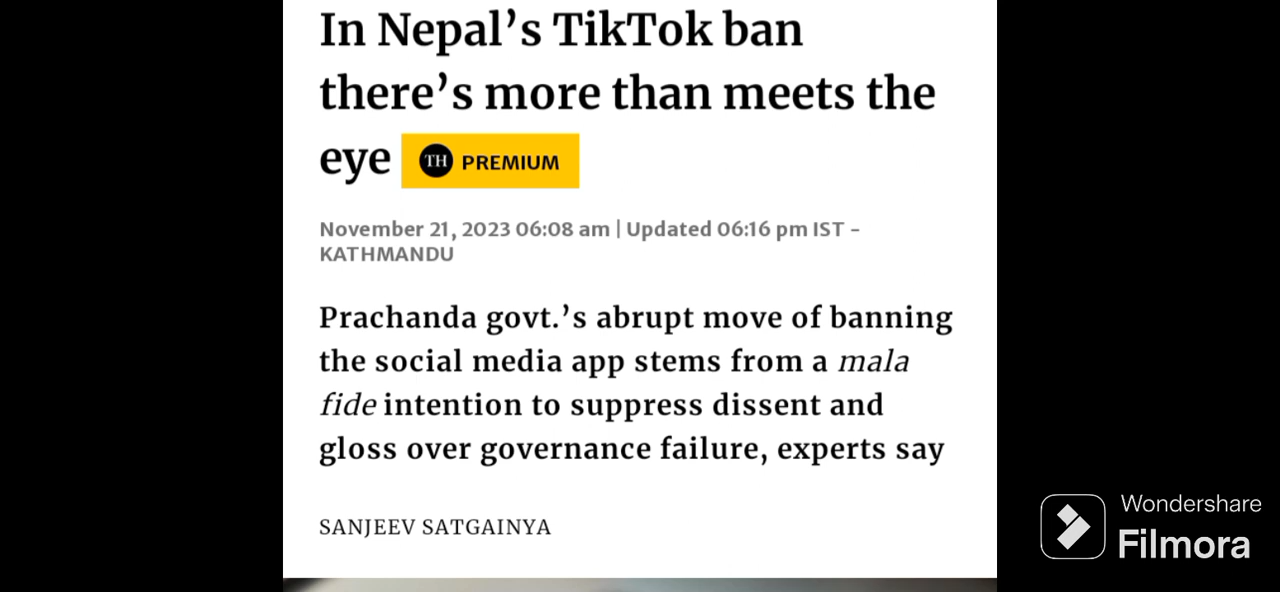 In Nepal’s TikTok ban
there’s more than meets the
eye TH PREMIUM
November 21, 2023 06:08 am | Updated 06:16 pm IST -
KATHMANDU
Prachanda govt.’s abrupt move of banning
the social media app stems from a mala
fide intention to suppress dissent and
gloss over governance failure, experts say
SANJEEV SATGAINYA
Wondershare
Filmora